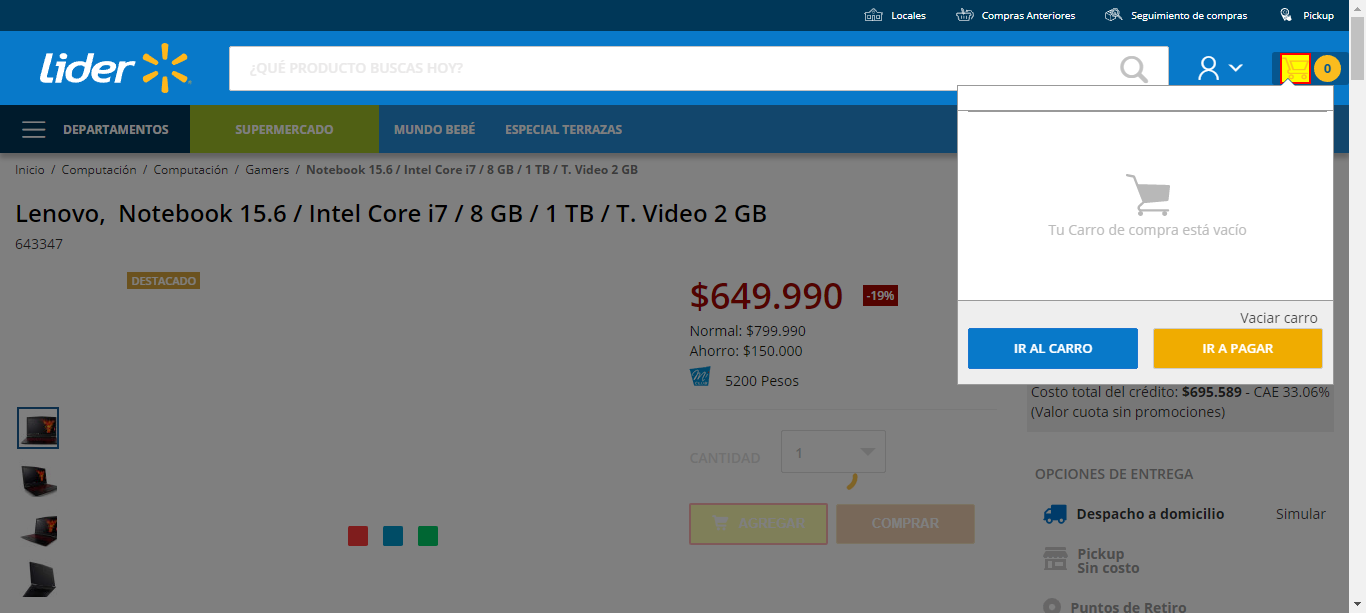 Locales
Compras Anteriores
Seguimiento de compras
Pickup
Lider
¿QUÉ PRODUCTO BUSCAS HOY?
0
DEPARTAMENTOS
SUPERMERCADO
MUNDO BEBÉ
ESPECIAL TERRAZAS
Inicio / Computación / Computación / Gamers / Notebook 15.6 / Intel Core i7 / 8 GB / 1 TB / T. Video 2 GB
Lenovo, Notebook 15.6 / Intel Core i7 / 8 GB / 1 TB / T. Video 2 GB
643347
Tu Carro de compra está vacío
Vaciar carro
IR AL CARRO
IR A PAGAR
DESTACADO
$649.990
-19%
Normal: $799.990
Ahorro: $150.000
5200 Pesos
CANTIDAD
1
AGREGAR
COMPRAR
Costo total del crédito: $695.589 - CAE 33.06%
(Valor cuota sin promociones)
OPCIONES DE ENTREGA
Despacho a domicilio
Simular
Pickup
Sin costo
Puntos de Retiro